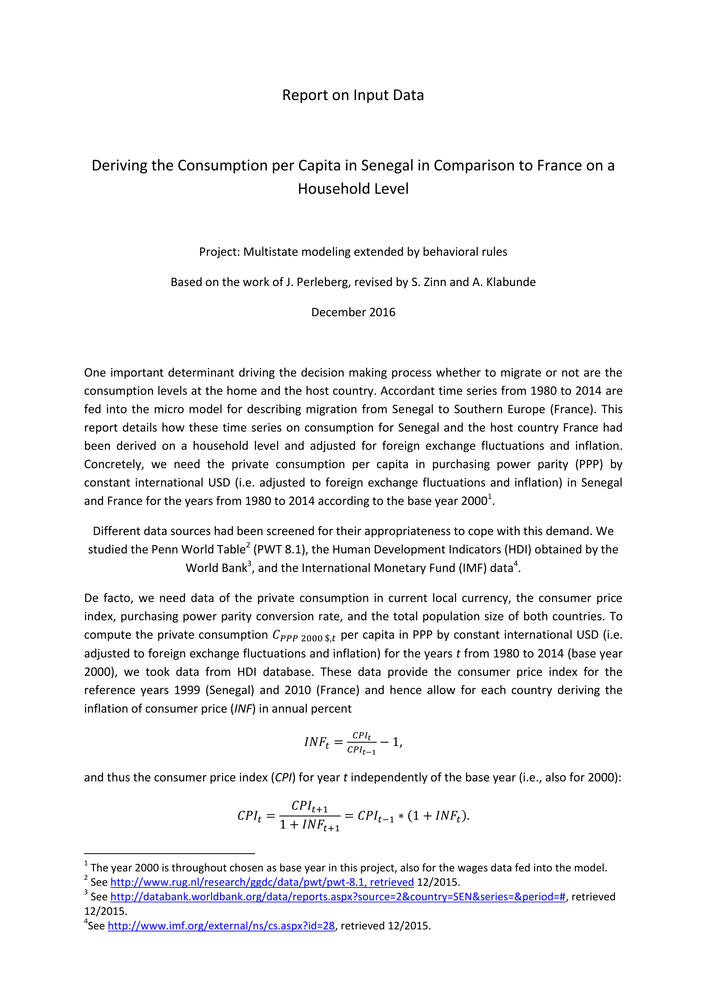 Report on Input Data
Deriving the Consumption per Capita in Senegal in Comparison to France on a
Household Level
Project: Multistate modeling extended by behavioral rules
Based on the work of J. Perleberg, revised by S. Zinn and A. Klabunde
December 2016
One important determinant driving the decision making process whether to migrate or not are the
consumption levels at the home and the host country. Accordant time series from 1980 to 2014 are
fed into the micro model for describing migration from Senegal to Southern Europe (France). This
report details how these time series on consumption for Senegal and the host country France had
been derived on a household level and adjusted for foreign exchange fluctuations and inflation.
Concretely, we need the private consumption per capita in purchasing power parity (PPP) by
constant international USD (i.e. adjusted to foreign exchange fluctuations and inflation) in Senegal
and France for the years from 1980 to 2014 according to the base year 2000¹.
Different data sources had been screened for their appropriateness to cope with this demand. We
studied the Penn World Table² (PWT 8.1), the Human Development Indicators (HDI) obtained by the
World Bank³, and the International Monetary Fund (IMF) data⁴.
De facto, we need data of the private consumption in current local currency, the consumer price
index, purchasing power parity conversion rate, and the total population size of both countries. To
compute the private consumption C_{PPP 2000 $,t} per capita in PPP by constant international USD (i.e.
adjusted to foreign exchange fluctuations and inflation) for the years t from 1980 to 2014 (base year
2000), we took data from HDI database. These data provide the consumer price index for the
reference years 1999 (Senegal) and 2010 (France) and hence allow for each country deriving the
inflation of consumer price (INF) in annual percent
INF_t = CPI_t / CPI_{t−1} − 1,
and thus the consumer price index (CPI) for year t independently of the base year (i.e., also for 2000):
CPI_t = CPI_{t+1} / (1 + INF_{t+1}) = CPI_{t−1} ∗ (1 + INF_t).
¹ The year 2000 is throughout chosen as base year in this project, also for the wages data fed into the model.
² See http://www.rug.nl/research/ggdc/data/pwt/pwt-8.1, retrieved 12/2015.
³ See http://databank.worldbank.org/data/reports.aspx?source=2&country=SEN&series=&period=#, retrieved
12/2015.
⁴See http://www.imf.org/external/ns/cs.aspx?id=28, retrieved 12/2015.